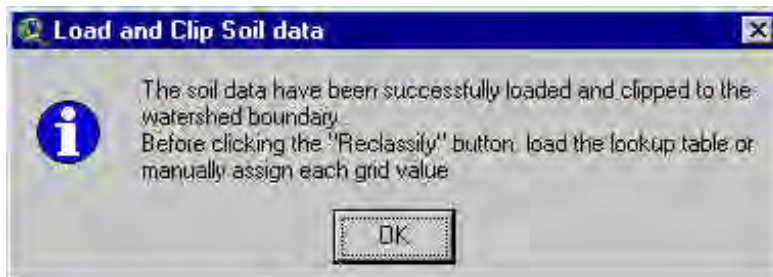 Load and Clip Soil data
The soil data have been successfully loaded and clipped to the
watershed boundary.
Before clicking the "Reclassify" button, load the lookup table or
manually assign each grid value
OK